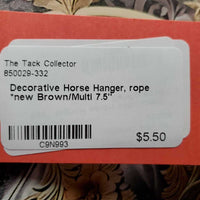 The Tack Collector
850029-332
Decorative Horse Hanger, rope
*new Brown/Multi 7.5"
C9N993
$5.50